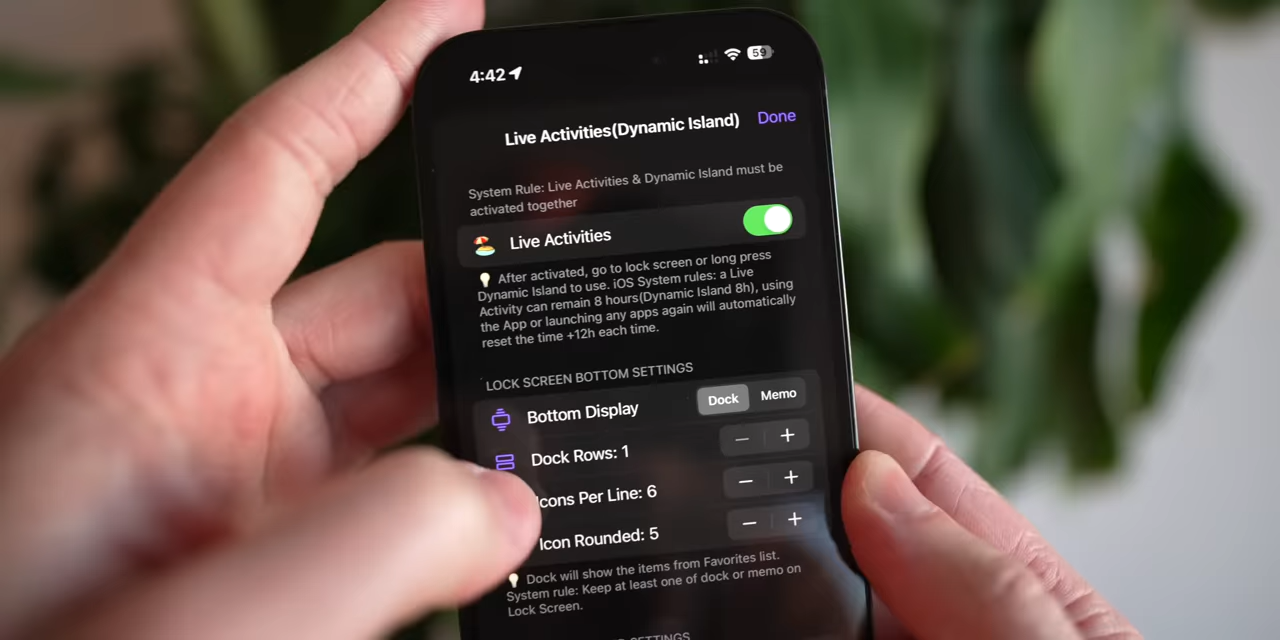 4:42
59
Live Activities(Dynamic Island)
Done
System Rule: Live Activities & Dynamic Island must be
activated together
Live Activities
After activated, go to lock screen or long press
Dynamic Island to use. iOS System rules: a Live
Activity can remain 8 hours(Dynamic Island 8h), using
the App or launching any apps again will automatically
reset the time +12h each time.
LOCK SCREEN BOTTOM SETTINGS
Bottom Display
Dock
Memo
Dock Rows: 1
Icons Per Line: 6
Icon Rounded: 5
Dock will show the items from Favorites list.
System rule: Keep at least one of dock or memo on
Lock Screen.
SETTINGS